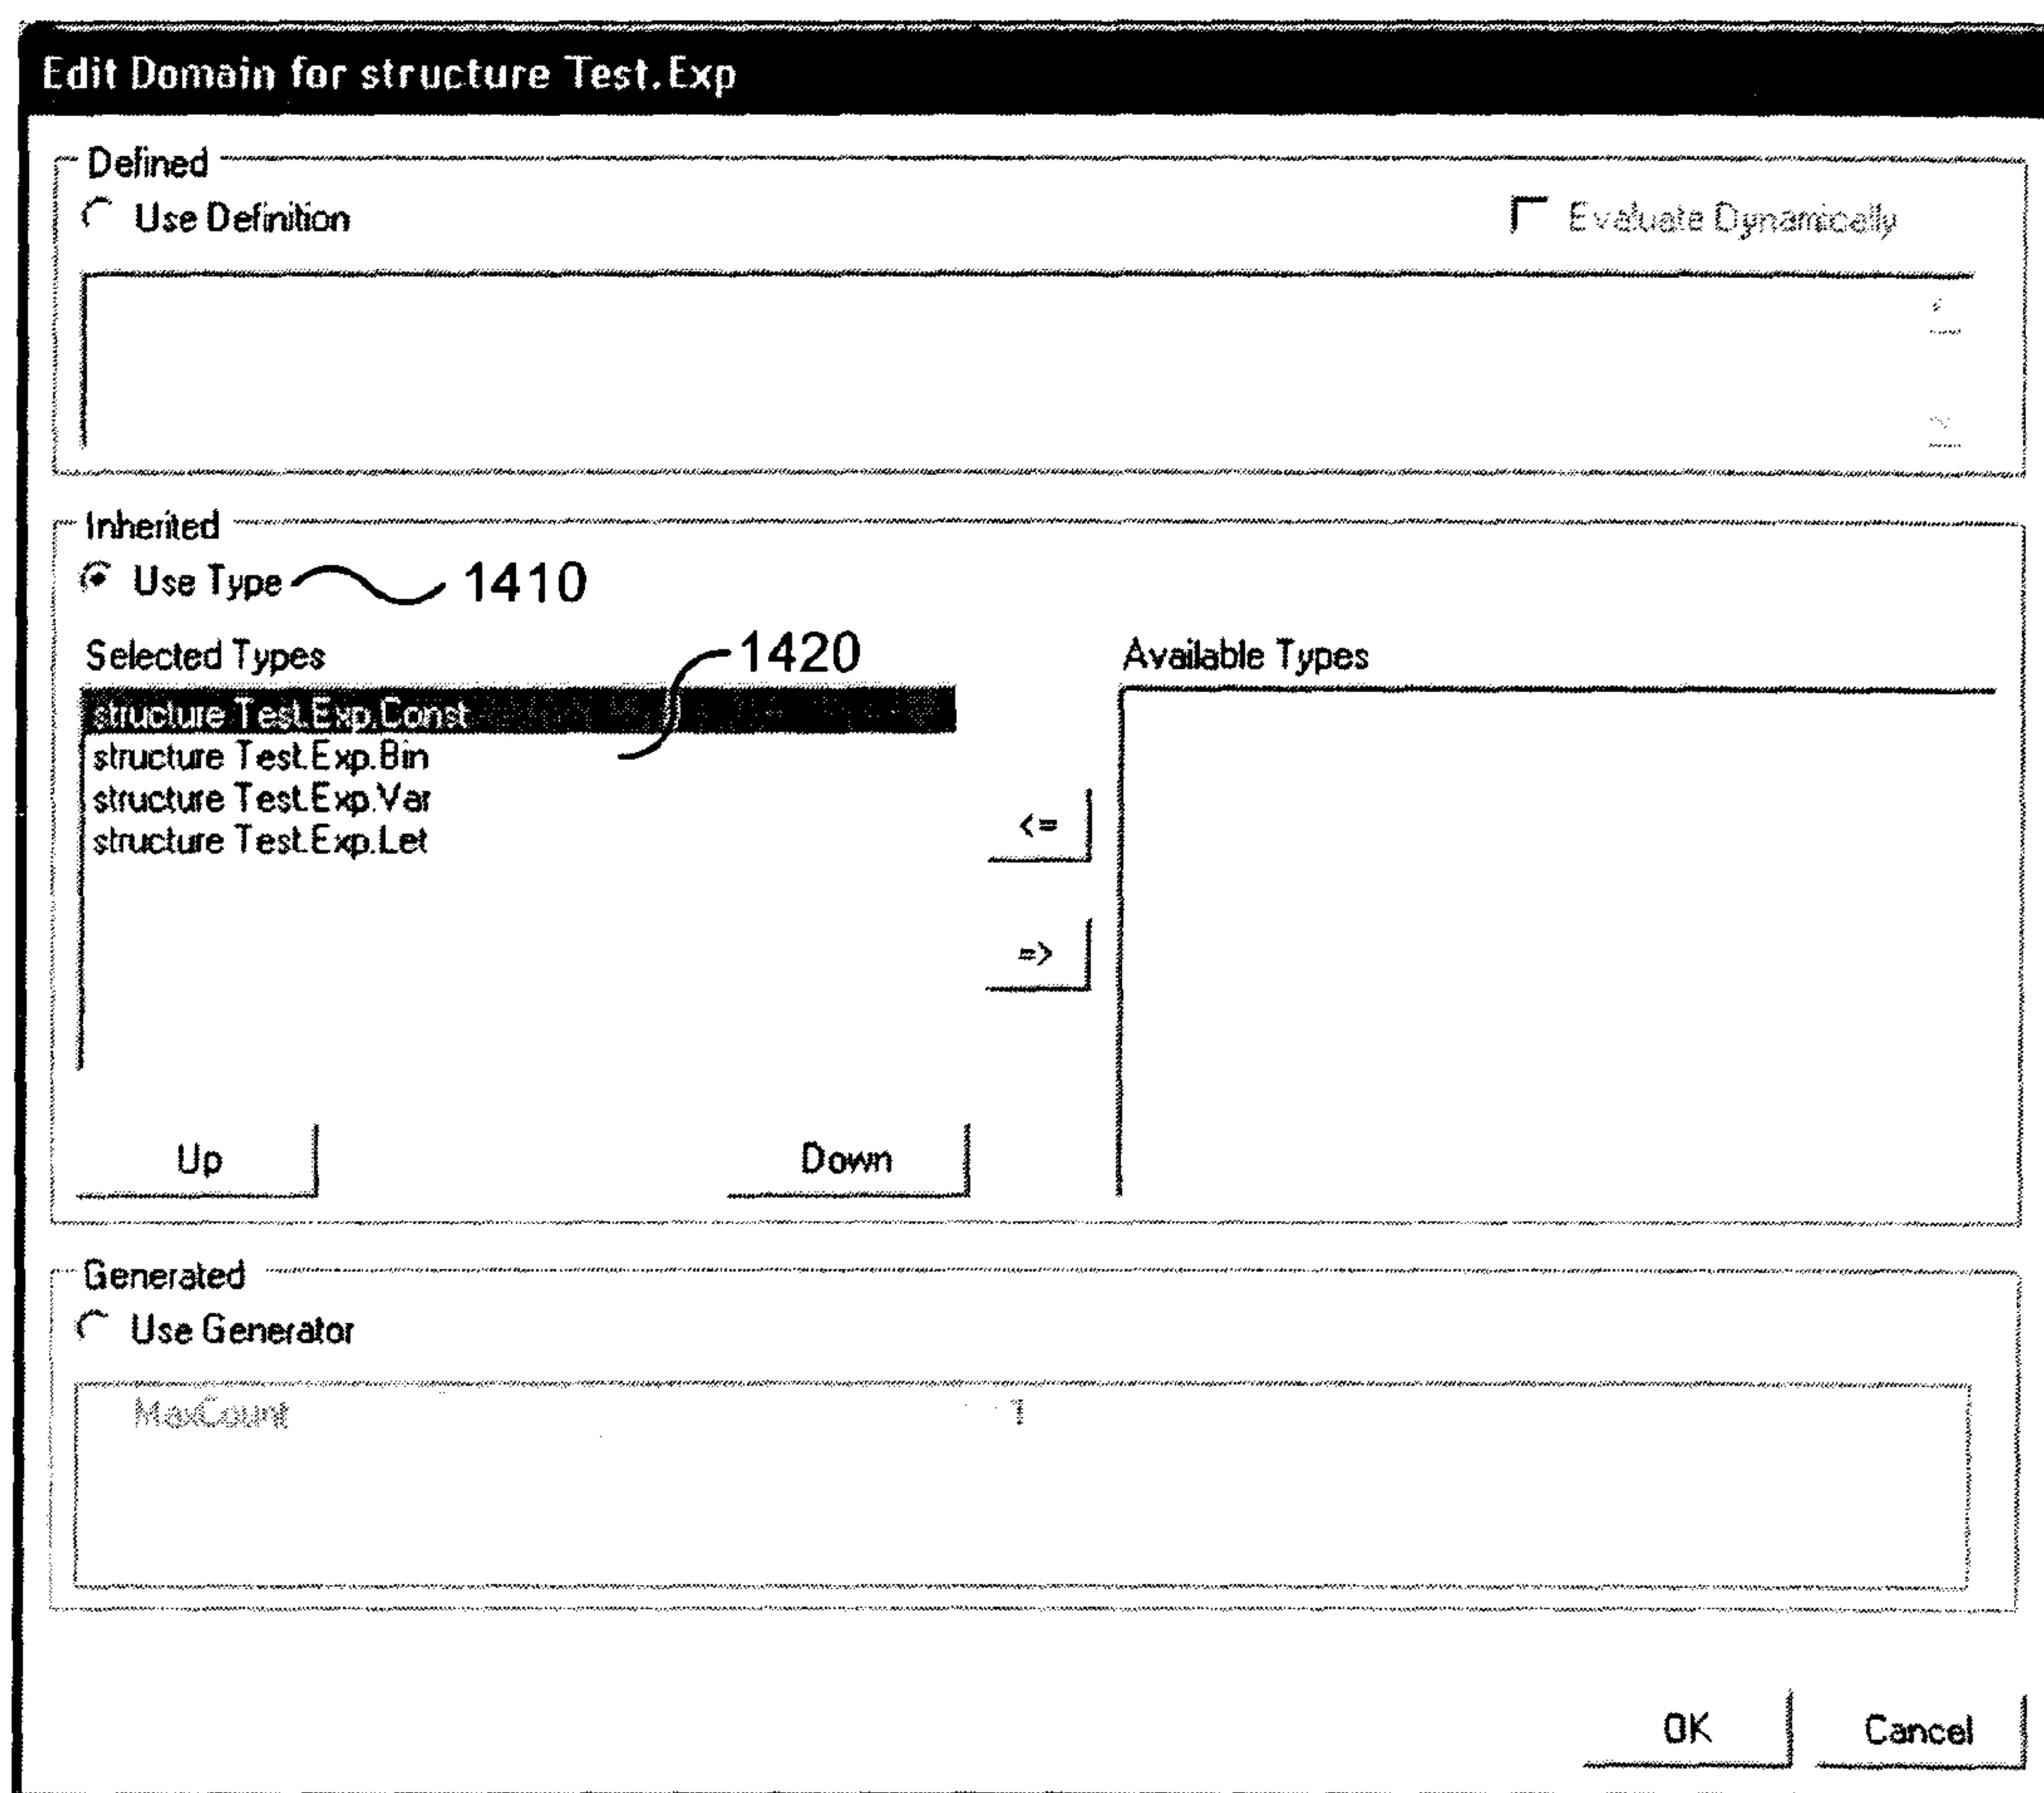 Edit Domain for structure Test.Exp
Defined
Use Definition
Evaluate Dynamically
Inherited
Use Type
1410
Selected Types
1420
Available Types
structure Test.Exp.Const
structure Test.Exp.Bin
structure Test.Exp.Var
structure Test.Exp.Let
<=
=>
Up
Down
Generated
Use Generator
MaxCount 1
OK
Cancel